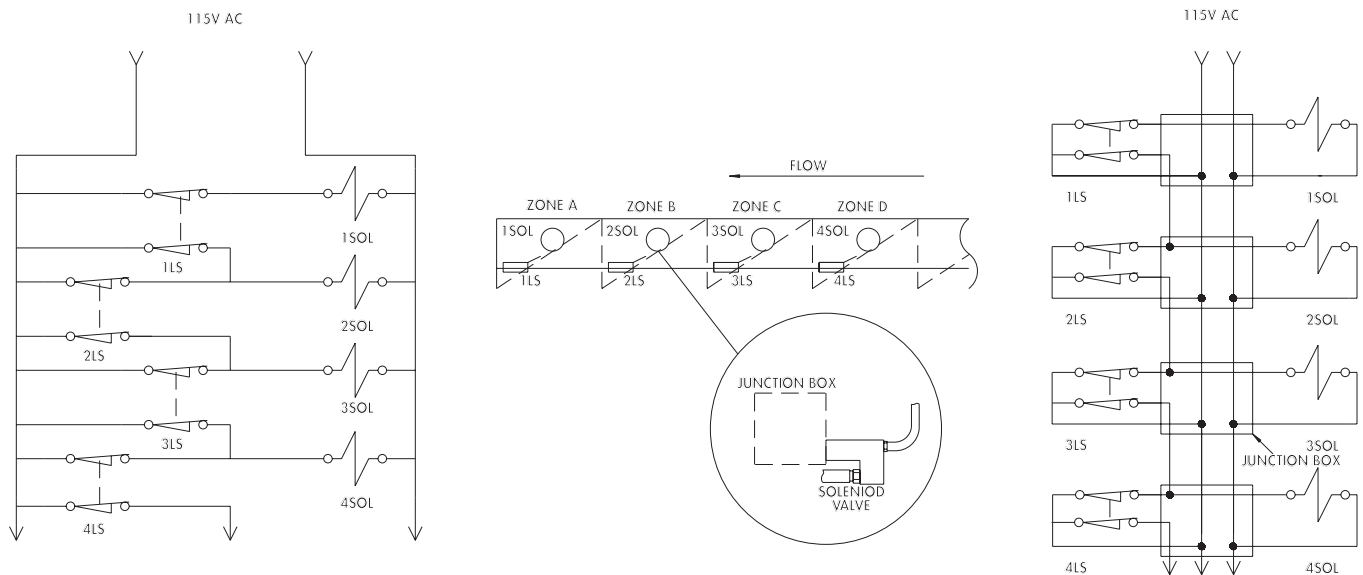 115V AC
1SOL
1LS
2SOL
2LS
3SOL
3LS
4SOL
4LS
FLOW
ZONE A
ZONE B
ZONE C
ZONE D
1SOL
2SOL
3SOL
4SOL
1LS
2LS
3LS
4LS
JUNCTION BOX
SOLENIOD
VALVE
115V AC
1LS
1SOL
2LS
2SOL
3LS
3SOL
JUNCTION BOX
4LS
4SOL